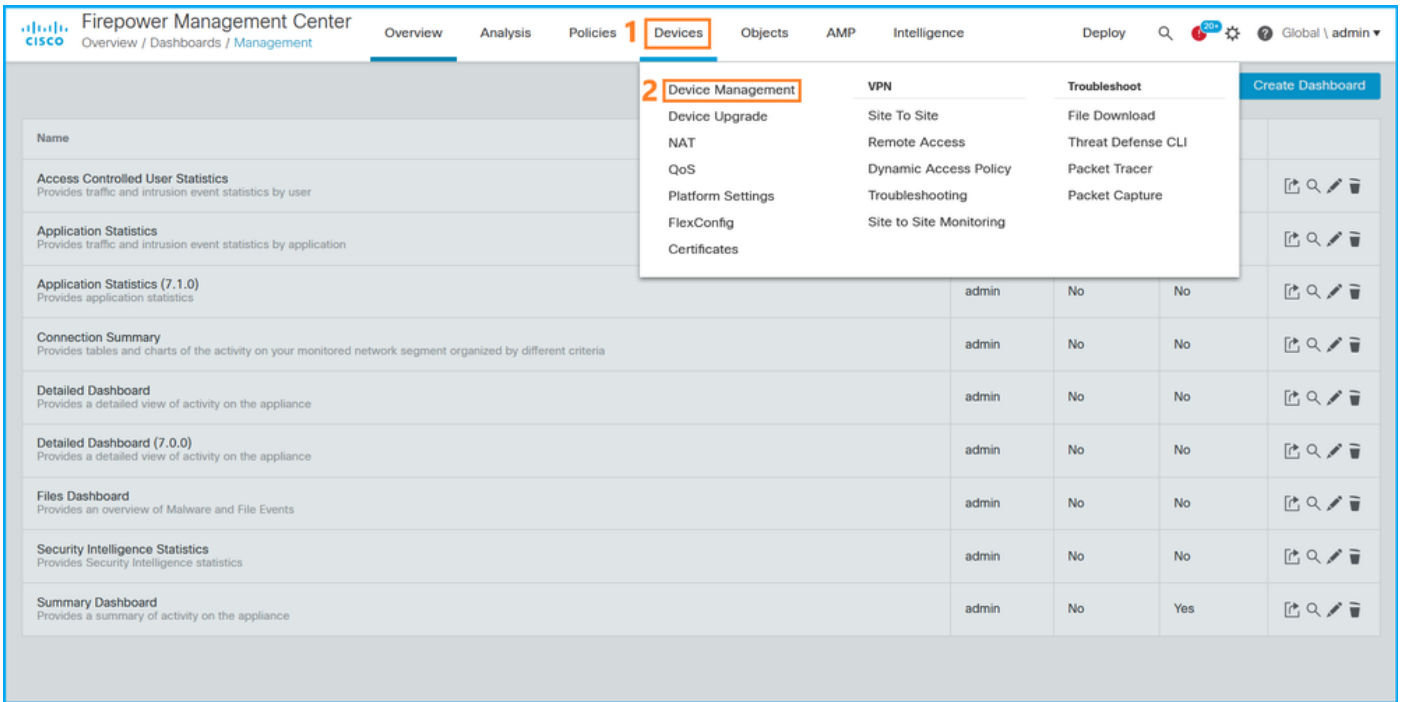 Firepower Management Center
CISCO
Overview / Dashboards / Management
Overview
Analysis
Policies
1
Devices
Objects
AMP
Intelligence
Deploy
20+
Global \ admin
2
Device Management
Device Upgrade
NAT
QoS
Platform Settings
FlexConfig
Certificates
VPN
Site To Site
Remote Access
Dynamic Access Policy
Troubleshooting
Site to Site Monitoring
Troubleshoot
File Download
Threat Defense CLI
Packet Tracer
Packet Capture
Create Dashboard
Name
Access Controlled User Statistics
Provides traffic and intrusion event statistics by user
Application Statistics
Provides traffic and intrusion event statistics by application
Application Statistics (7.1.0)
Provides application statistics
admin No No
Connection Summary
Provides tables and charts of the activity on your monitored network segment organized by different criteria
admin No No
Detailed Dashboard
Provides a detailed view of activity on the appliance
admin No No
Detailed Dashboard (7.0.0)
Provides a detailed view of activity on the appliance
admin No No
Files Dashboard
Provides an overview of Malware and File Events
admin No No
Security Intelligence Statistics
Provides Security Intelligence statistics
admin No No
Summary Dashboard
Provides a summary of activity on the appliance
admin No Yes